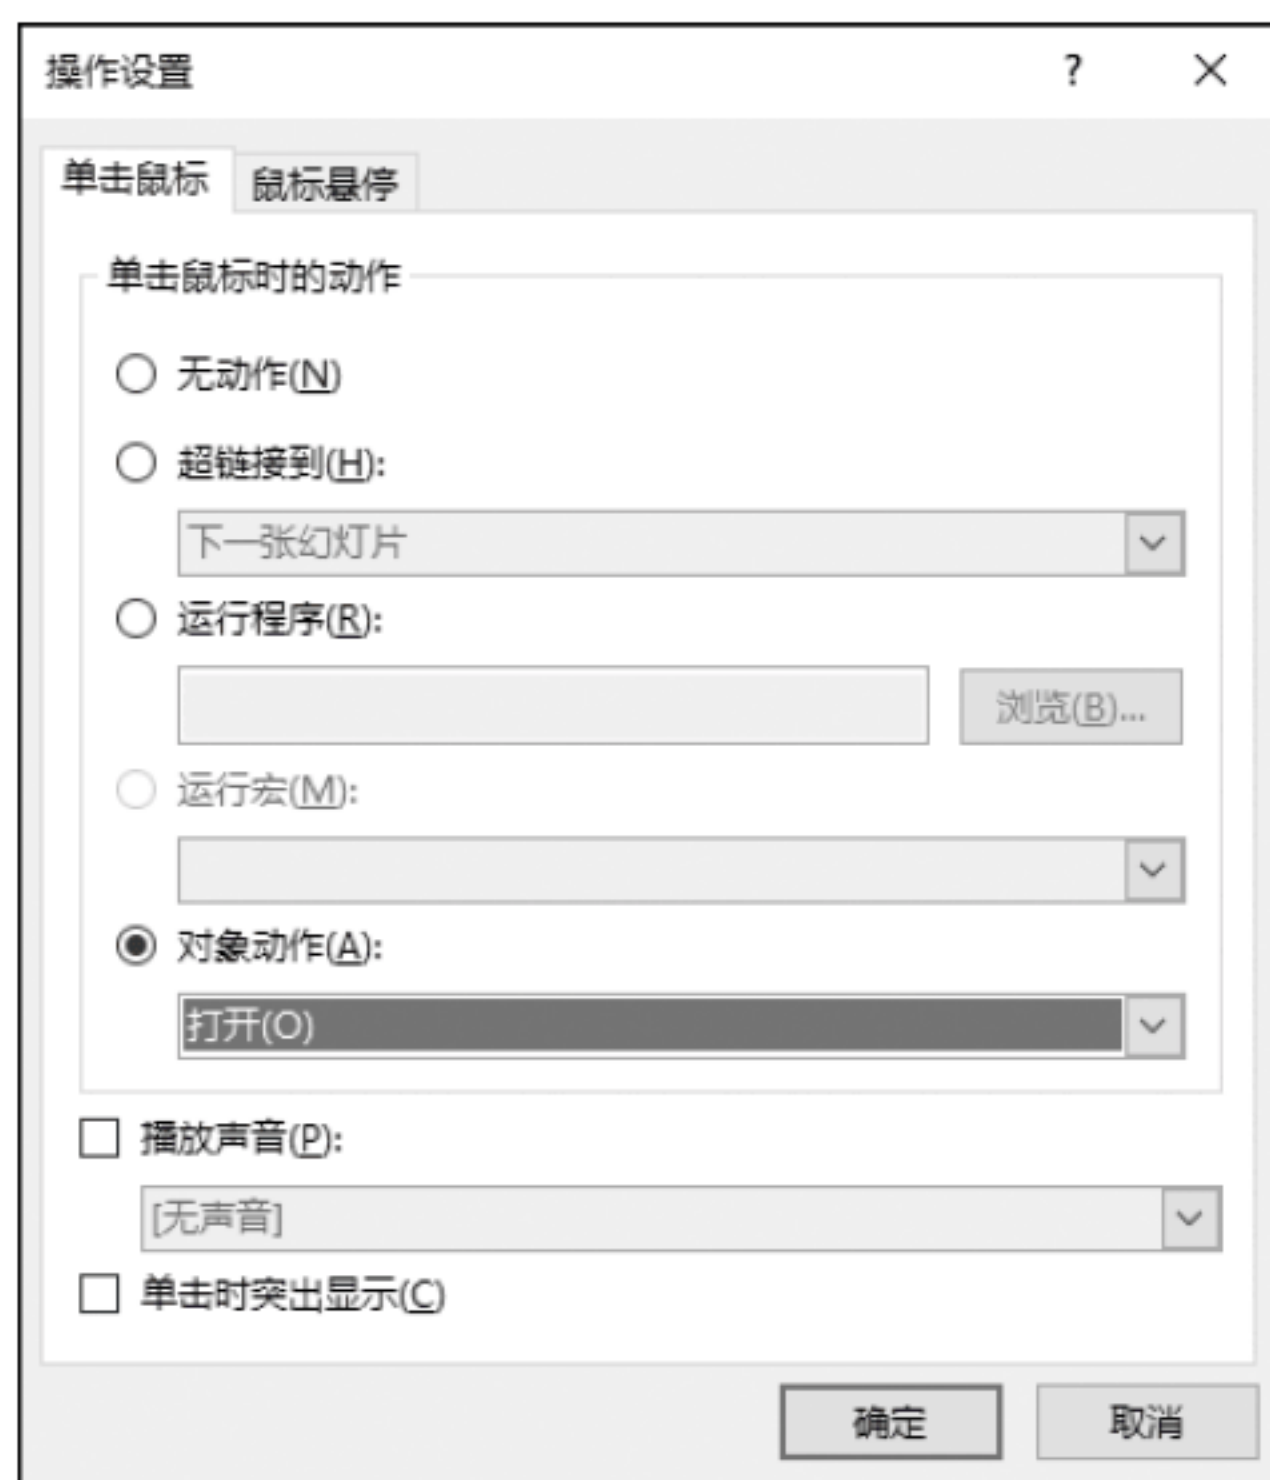 操作设置 ?
单击鼠标 鼠标悬停
单击鼠标时的动作
无动作(N)
超链接到(H):
下一张幻灯片
运行程序(R):
浏览(B)...
运行宏(M):
对象动作(A):
打开(O)
播放声音(P):
[无声音]
单击时突出显示(C)
确定 取消